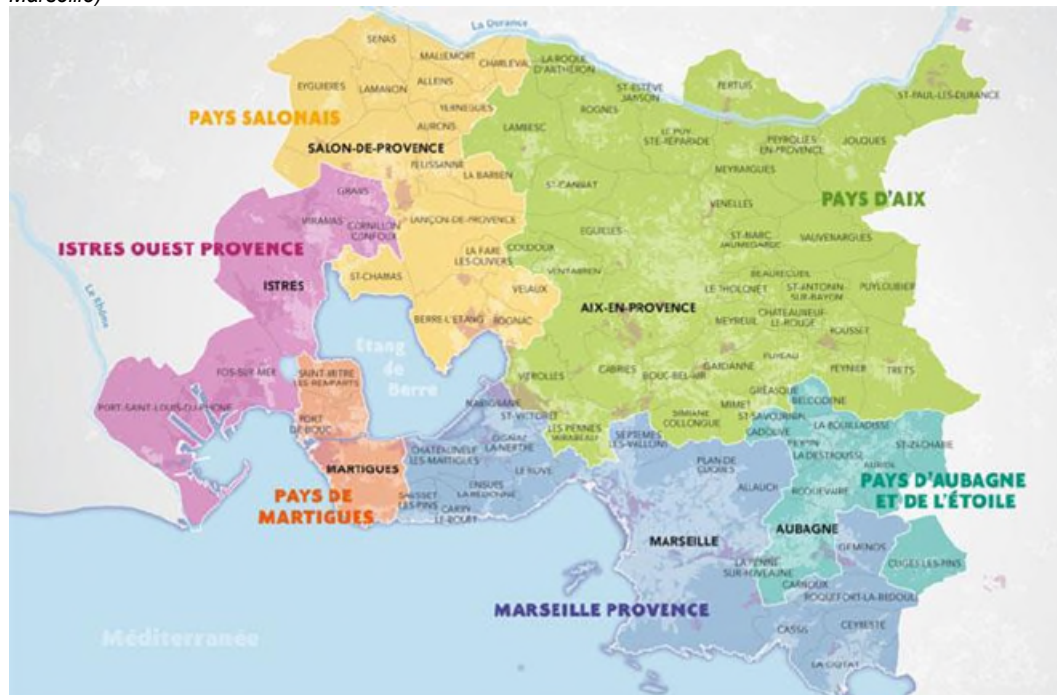 Marseille)
La Durance
SENAS
MALLEMORT
CHARLEVAL
LA ROQUE
D'ANTHERON
EYGUIERES
LAMANON
ALLEINS
VERNEGUES
AURONS
PAYS SALONAIS
SALON-DE-PROVENCE
PELISSANNE
LA BARBEN
LAMBESC
ROGNES
ST-ESTÈVE
JANSON
PERTUIS
ST-PAUL-LES-DURANCE
LE PUY
STE-RÉPARADE
PEYROLLES
EN-PROVENCE
JOUQUES
MEYRARGUES
ST-CANNAT
VENELLES
PAYS D'AIX
GRANS
MIRAMAS
CORNILLON
CONFOUX
LANÇON-DE-PROVENCE
EGUILLES
ST-MARC
JAUMEGARDE
VAUVENARGUES
ISTRES OUEST PROVENCE
LA FARE
LES-OLIVIERS
COUDOUX
VENTABREN
ST-CHAMAS
ISTRES
VELAUX
BEAURECUEIL
LE THOLONET
ST-ANTONIN
SUR-BAYON
PUYLOUBIER
Le Rhône
BERRE-L'ETANG
ROGNAC
AIX-EN-PROVENCE
MEYREUIL
CHATEAUNEUF
LE-ROUGE
ROUSSET
Etang
de
Berre
FOS-SUR-MER
SAINT-MITRE
LES-REMPARTS
VITROLLES
CABRIES
BOUC-BEL-AIR
GARDANNE
FUVEAU
PEYNIER
TRETS
PORT-SAINT-LOUIS-DU-RHONE
PORT
DE-BOUC
MARIGNANE
ST-VICTORET
LES PENNES
MIRABEAU
SEPTEMES
LES-VALLONS
SIMIANE
COLLONGUE
MIMET
GRÉASQUE
BELCODENE
ST-SAVOURNIN
CADOLIVE
LA BOUILLADISSE
MARTIGUES
CHATEAUNEUF
LES-MARTIGUES
GIGNAC
LA-NERTHE
LE ROVE
PLAN-DE
CUQUES
PEYPIN
LA DESTROUSSE
ST-ZACHARIE
AURIOL
PAYS DE
MARTIGUES
SAUSSET
LES-PINS
ENSUES
LA-REDONNE
CARRY
LE-ROUET
ALLAUCH
ROQUEVAIRE
PAYS D'AUBAGNE
ET DE L'ÉTOILE
MARSEILLE
AUBAGNE
GEMENOS
LA PENNE
SUR-HUVEAUNE
CUGES-LES-PINS
CARNOUX
ROQUEFORT-LA-BEDOULE
MARSEILLE PROVENCE
Méditerranée
CASSIS
CEYRESTE
LA CIOTAT